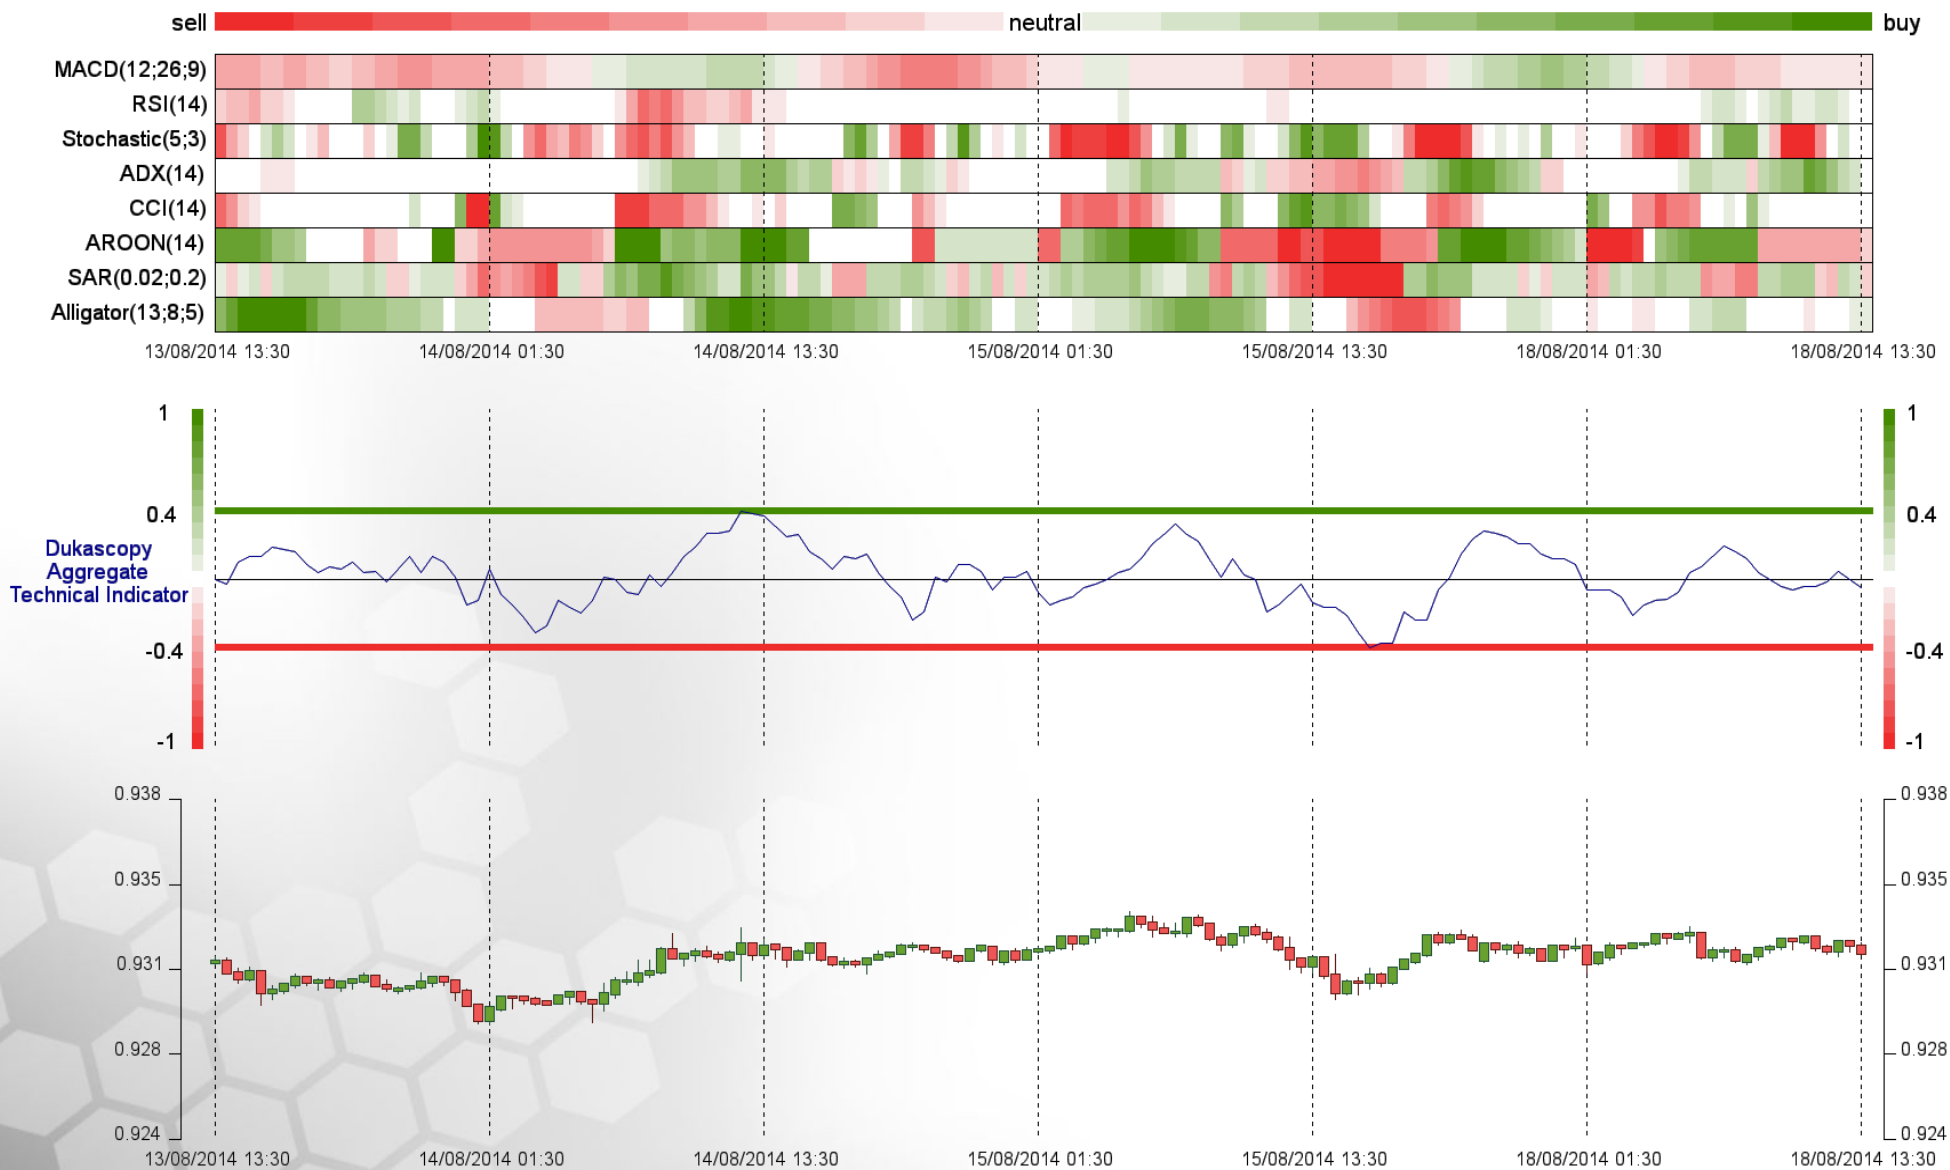 sell neutral buy
MACD(12;26;9)
RSI(14)
Stochastic(5;3)
ADX(14)
CCI(14)
AROON(14)
SAR(0.02;0.2)
Alligator(13;8;5)
13/08/2014 13:30 14/08/2014 01:30 14/08/2014 13:30 15/08/2014 01:30 15/08/2014 13:30 18/08/2014 01:30 18/08/2014 13:30
1 1
0.4 0.4
Dukascopy
Aggregate
Technical Indicator
-0.4 -0.4
-1 -1
0.938 0.938
0.935 0.935
0.931 0.931
0.928 0.928
0.924 0.924
13/08/2014 13:30 14/08/2014 01:30 14/08/2014 13:30 15/08/2014 01:30 15/08/2014 13:30 18/08/2014 01:30 18/08/2014 13:30